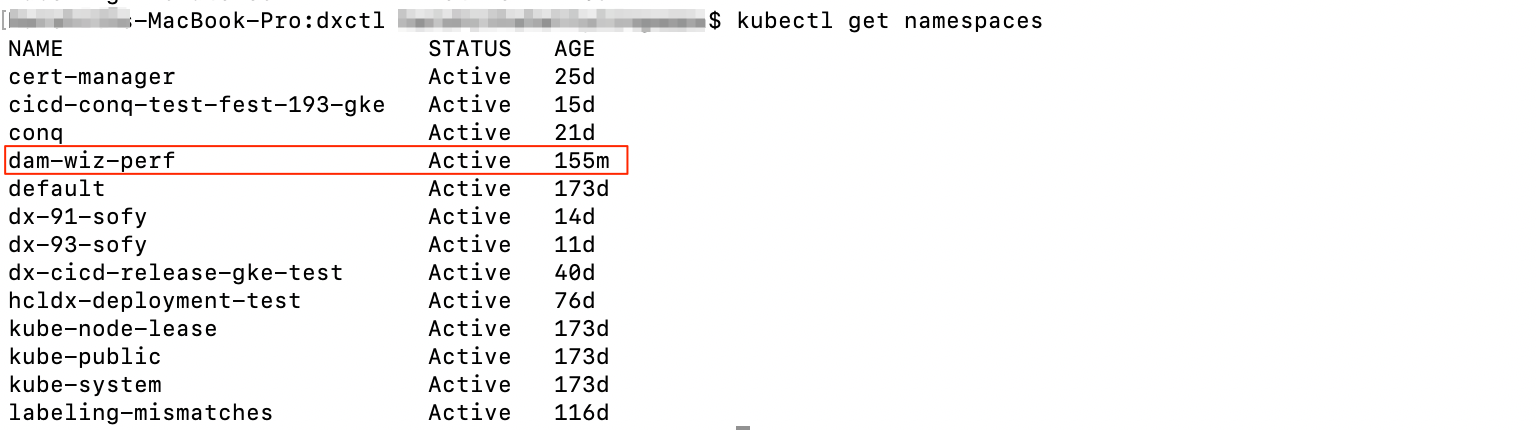 s-MacBook-Pro:dxctl $ kubectl get namespaces
NAME STATUS AGE
cert-manager Active 25d
cicd-conq-test-fest-193-gke Active 15d
conq Active 21d
dam-wiz-perf Active 155m
default Active 173d
dx-91-sofy Active 14d
dx-93-sofy Active 11d
dx-cicd-release-gke-test Active 40d
hcldx-deployment-test Active 76d
kube-node-lease Active 173d
kube-public Active 173d
kube-system Active 173d
labeling-mismatches Active 116d